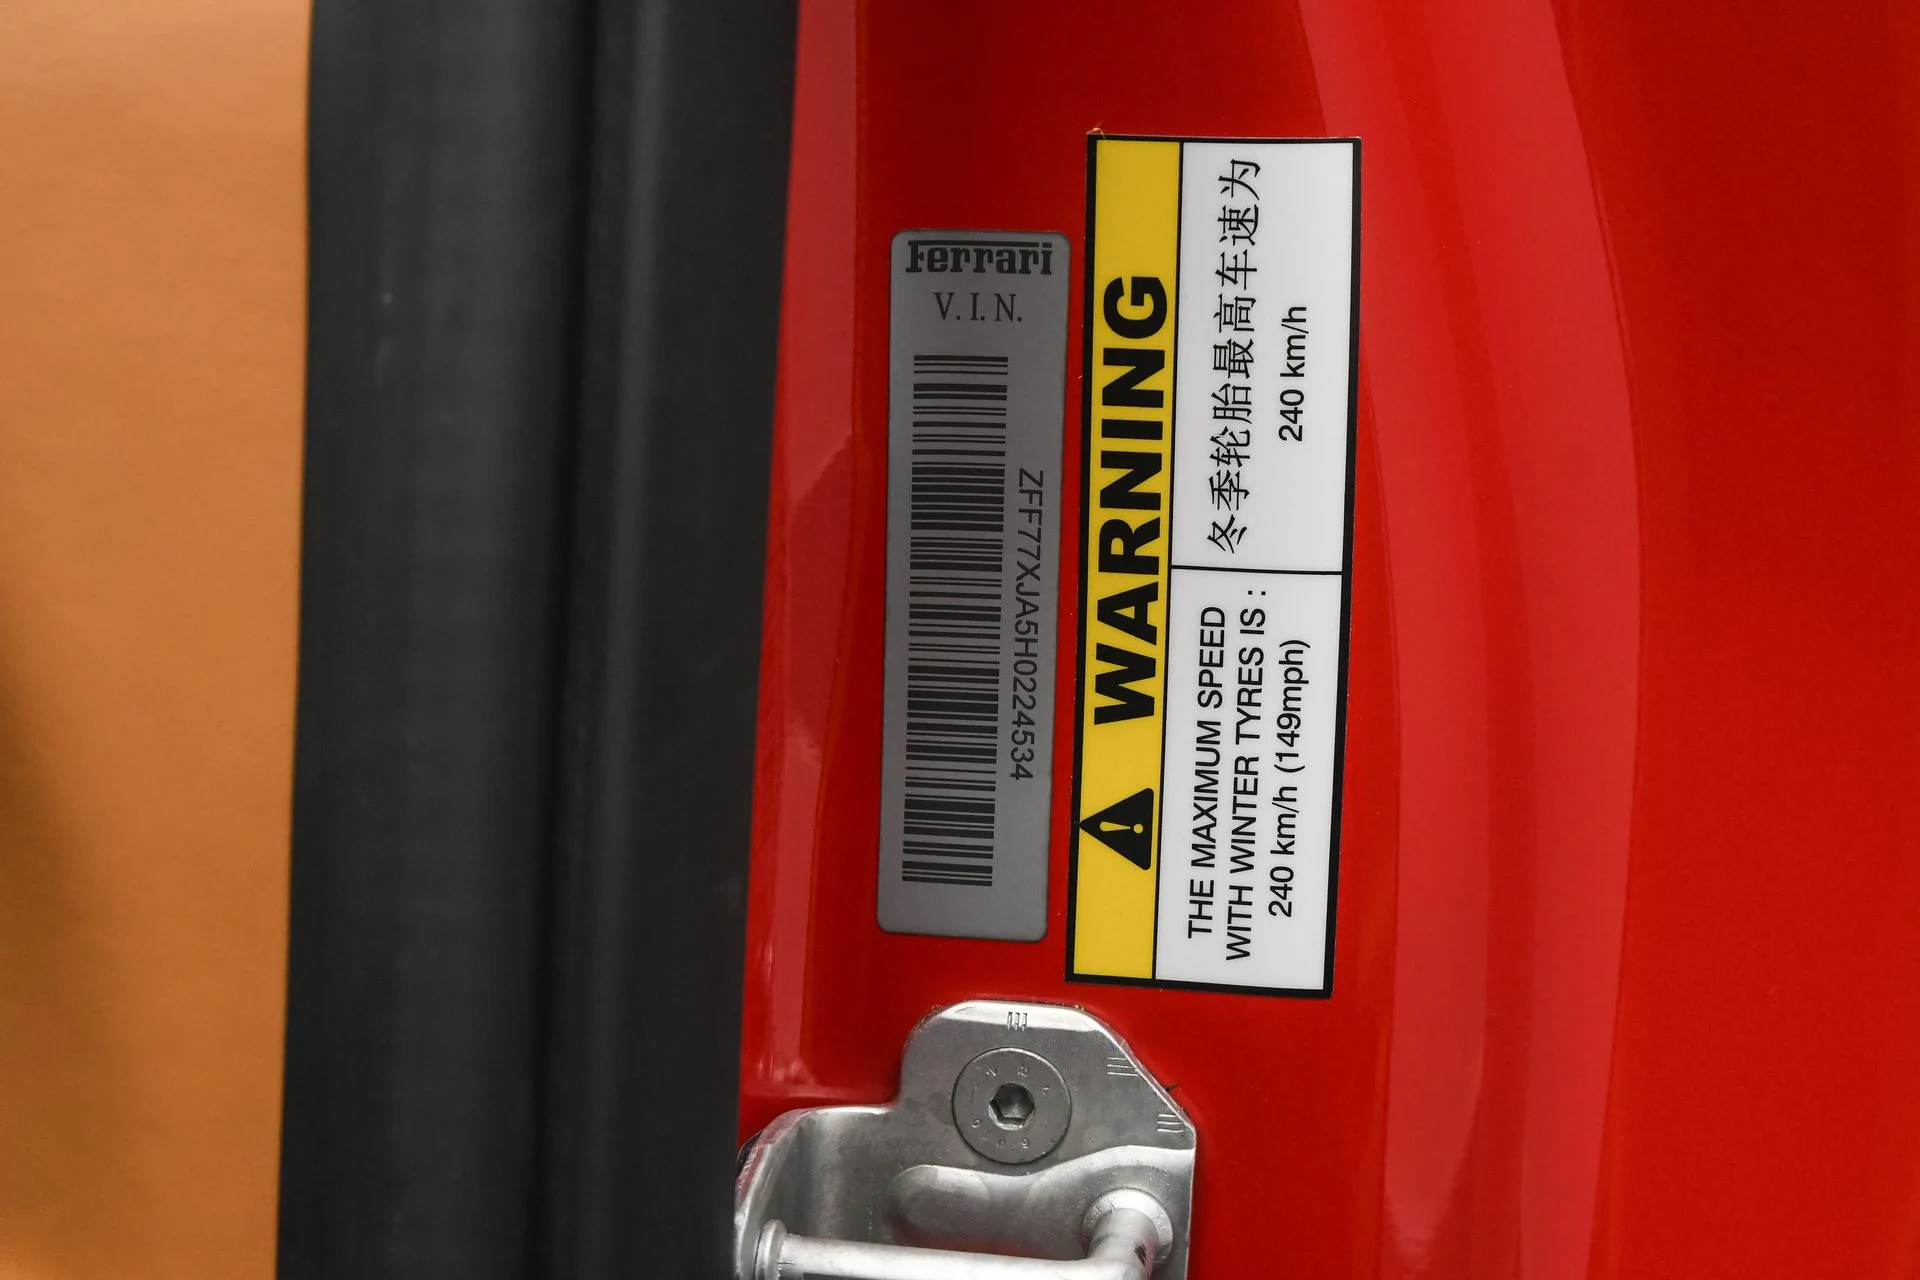 Ferrari
V. I. N.
ZFF77XJA5H0224534
WARNING
THE MAXIMUM SPEED
WITH WINTER TYRES IS :
240 km/h (149mph)
冬季轮胎最高车速为
240 km/h